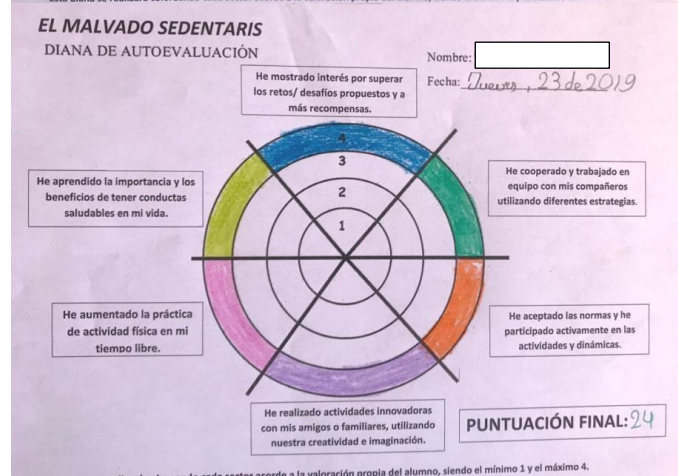 EL MALVADO SEDENTARIS
DIANA DE AUTOEVALUACIÓN
Nombre:
Fecha: Jueves, 23 de 2019
He mostrado interés por superar
los retos/ desafíos propuestos y a
más recompensas.
4
3
2
1
He aprendido la importancia y los
beneficios de tener conductas
saludables en mi vida.
He cooperado y trabajado en
equipo con mis compañeros
utilizando diferentes estrategias.
He aumentado la práctica
de actividad física en mi
tiempo libre.
He aceptado las normas y he
participado activamente en las
actividades y dinámicas.
He realizado actividades innovadoras
con mis amigos o familiares, utilizando
nuestra creatividad e imaginación.
PUNTUACIÓN FINAL: 24
cada sector acorde a la valoración propia del alumno, siendo el mínimo 1 y el máximo 4.